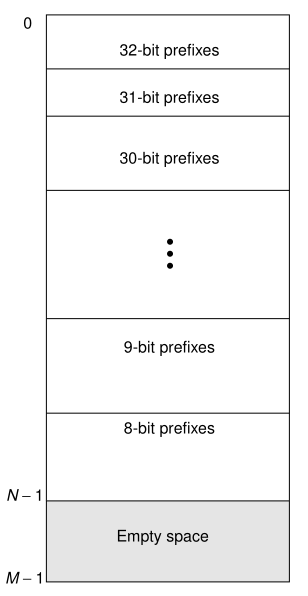 0
32-bit prefixes
31-bit prefixes
30-bit prefixes
9-bit prefixes
8-bit prefixes
N – 1
Empty space
M – 1